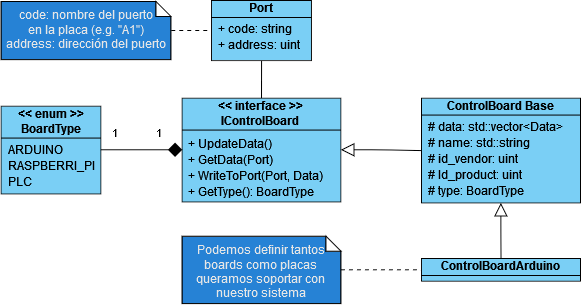 code: nombre del puerto
en la placa (e.g. "A1")
address: dirección del puerto
Port
+ code: string
+ address: uint
<< enum >>
BoardType
ARDUINO
RASPBERRI_PI
PLC
1
1
<< interface >>
IControlBoard
+ UpdateData()
+ GetData(Port)
+ WriteToPort(Port, Data)
+ GetType(): BoardType
ControlBoard Base
# data: std::vector<Data>
# name: std::string
# id_vendor: uint
# Id_product: uint
# type: BoardType
Podemos definir tantos
boards como placas
queramos soportar con
nuestro sistema
ControlBoardArduino